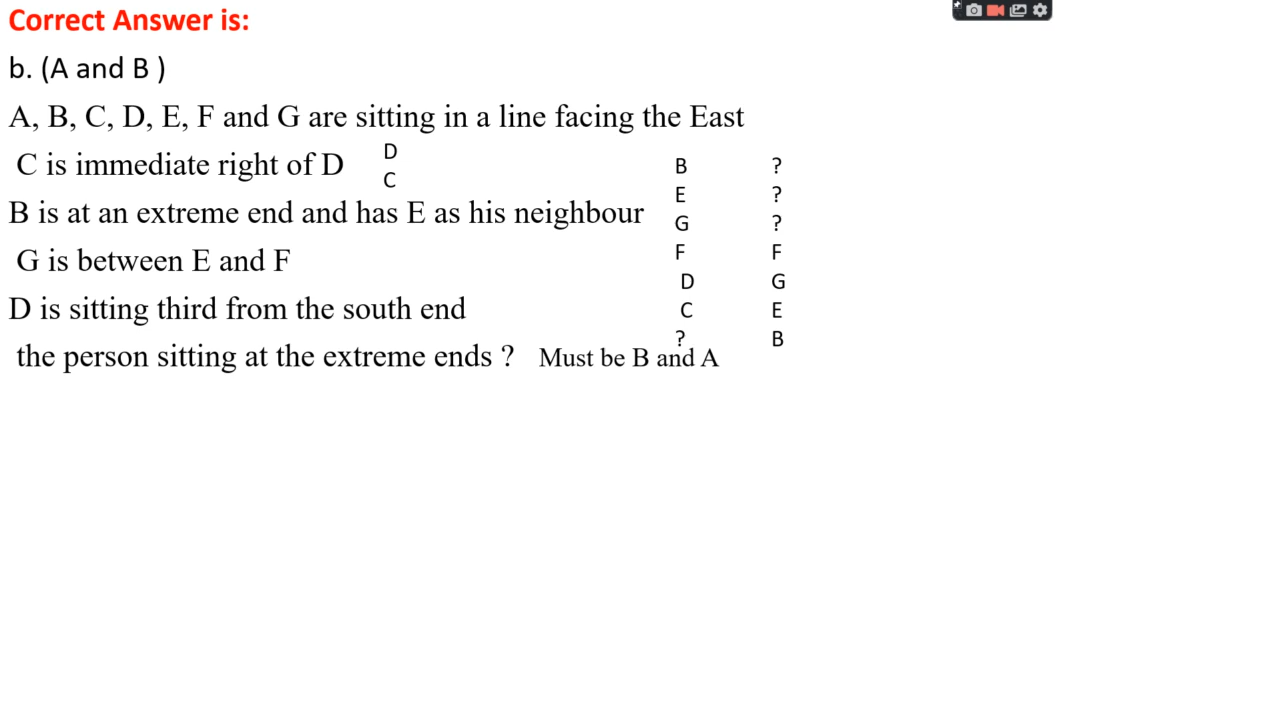 Correct Answer is:
b. (A and B )
A, B, C, D, E, F and G are sitting in a line facing the East
C is immediate right of D
D
C
B is at an extreme end and has E as his neighbour
G is between E and F
D is sitting third from the south end
the person sitting at the extreme ends ? Must be B and A
B
E
G
F
D
C
?
?
?
?
F
G
E
B